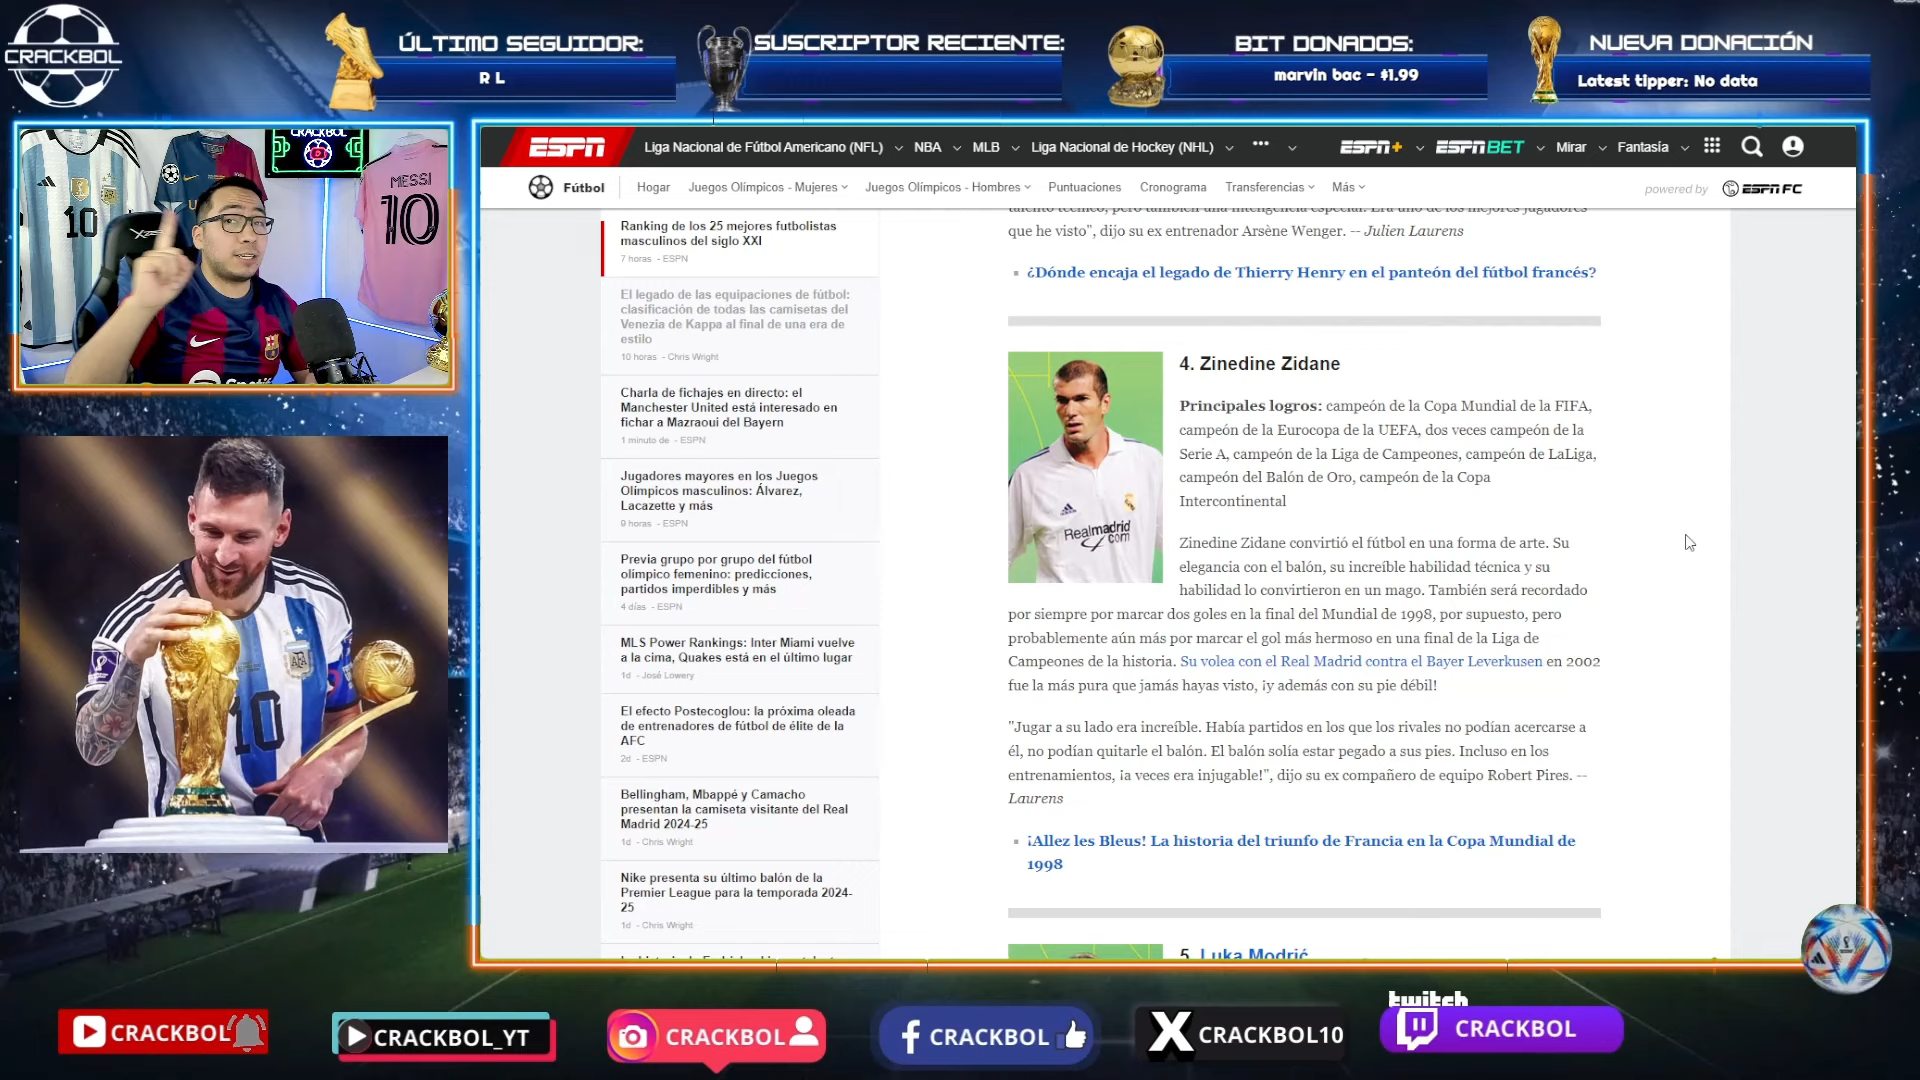 CRACKBOL
ÚLTIMO SEGUIDOR:
R L
SUSCRIPTOR RECIENTE:
BIT DONADOS:
marvin bac - $1.99
NUEVA DONACIÓN
Latest tipper: No data
CRACKBOL
10
MESSI
10
10
ESPN
Liga Nacional de Fútbol Americano (NFL)
NBA
MLB
Liga Nacional de Hockey (NHL)
ESPN+
ESPN BET
Mirar
Fantasía
Fútbol
Hogar
Juegos Olímpicos - Mujeres
Juegos Olímpicos - Hombres
Puntuaciones
Cronograma
Transferencias
Más
powered by
ESPN FC
Ranking de los 25 mejores futbolistas
masculinos del siglo XXI
7 horas - ESPN
El legado de las equipaciones de fútbol:
clasificación de todas las camisetas del
Venezia de Kappa al final de una era de
estilo
10 horas - Chris Wright
Charla de fichajes en directo: el
Manchester United está interesado en
fichar a Mazraoui del Bayern
1 minuto de - ESPN
Jugadores mayores en los Juegos
Olímpicos masculinos: Álvarez,
Lacazette y más
9 horas - ESPN
Previa grupo por grupo del fútbol
olímpico femenino: predicciones,
partidos imperdibles y más
4 días - ESPN
MLS Power Rankings: Inter Miami vuelve
a la cima, Quakes está en el último lugar
1d - José Lowery
El efecto Postecoglou: la próxima oleada
de entrenadores de fútbol de élite de la
AFC
2d - ESPN
Bellingham, Mbappé y Camacho
presentan la camiseta visitante del Real
Madrid 2024-25
1d - Chris Wright
Nike presenta su último balón de la
Premier League para la temporada 2024-
25
1d - Chris Wright
talento técnico, pero también una inteligencia especial. Era uno de los mejores jugadores
que he visto", dijo su ex entrenador Arsène Wenger. -- Julien Laurens
¿Dónde encaja el legado de Thierry Henry en el panteón del fútbol francés?
Realmadrid
.com
4. Zinedine Zidane
Principales logros: campeón de la Copa Mundial de la FIFA,
campeón de la Eurocopa de la UEFA, dos veces campeón de la
Serie A, campeón de la Liga de Campeones, campeón de LaLiga,
campeón del Balón de Oro, campeón de la Copa
Intercontinental
Zinedine Zidane convirtió el fútbol en una forma de arte. Su
elegancia con el balón, su increíble habilidad técnica y su
habilidad lo convirtieron en un mago. También será recordado
por siempre por marcar dos goles en la final del Mundial de 1998, por supuesto, pero
probablemente aún más por marcar el gol más hermoso en una final de la Liga de
Campeones de la historia. Su volea con el Real Madrid contra el Bayer Leverkusen en 2002
fue la más pura que jamás hayas visto, ¡y además con su pie débil!
"Jugar a su lado era increíble. Había partidos en los que los rivales no podían acercarse a
él, no podían quitarle el balón. El balón solía estar pegado a sus pies. Incluso en los
entrenamientos, ¡a veces era injugable!", dijo su ex compañero de equipo Robert Pires. --
Laurens
¡Allez les Bleus! La historia del triunfo de Francia en la Copa Mundial de
1998
5. Luka Modrić
CRACKBOL
CRACKBOL_YT
CRACKBOL
CRACKBOL
CRACKBOL10
twitch
CRACKBOL